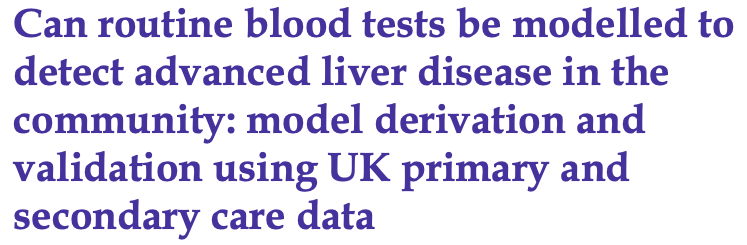 Can routine blood tests be modelled to
detect advanced liver disease in the
community: model derivation and
validation using UK primary and
secondary care data